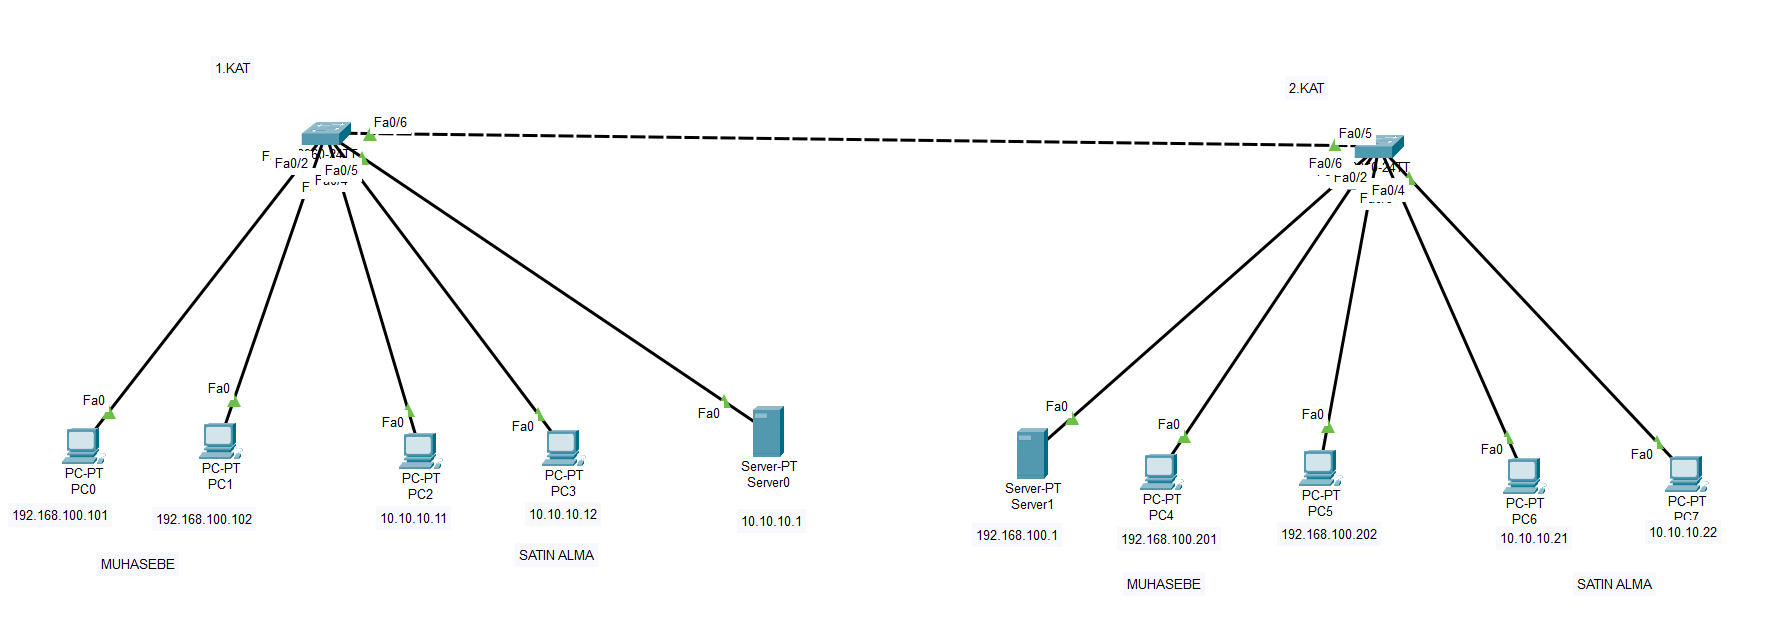 1.KAT
2.KAT
Fa0/6
Fa0/2
Fa0/5
Fa0/5
Fa0/6
Fa0/2
Fa0/4
Fa0
Fa0
Fa0
Fa0
Fa0
PC-PT
PC0
192.168.100.101
PC-PT
PC1
192.168.100.102
PC-PT
PC2
10.10.10.11
PC-PT
PC3
10.10.10.12
Server-PT
Server0
10.10.10.1
MUHASEBE
SATIN ALMA
Fa0
Fa0
Fa0
Fa0
Fa0
Server-PT
Server1
192.168.100.1
PC-PT
PC4
192.168.100.201
PC-PT
PC5
192.168.100.202
PC-PT
PC6
10.10.10.21
PC-PT
PC7
10.10.10.22
MUHASEBE
SATIN ALMA